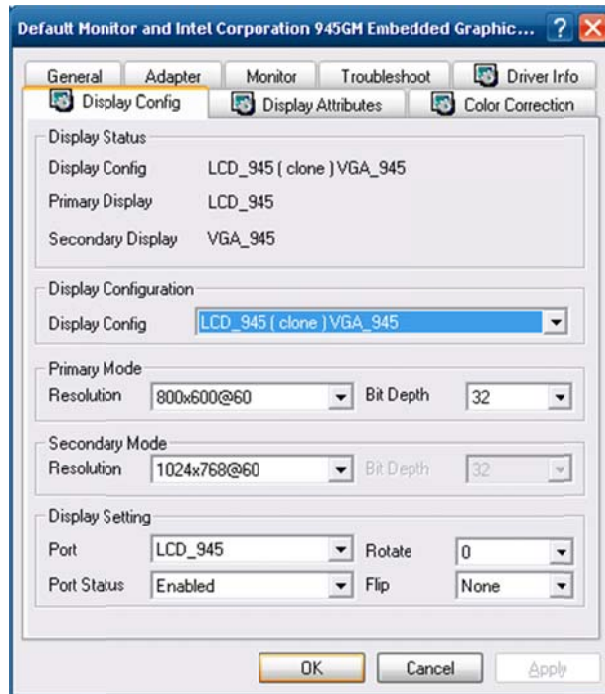 Default Monitor and Intel Corporation 945GM Embedded Graphic...
General Adapter Monitor Troubleshoot Driver Info
Display Config Display Attributes Color Correction
Display Status
Display Config LCD_945 ( clone ) VGA_945
Primary Display LCD_945
Secondary Display VGA_945
Display Configuration
Display Config LCD_945 ( clone ) VGA_945
Primary Mode
Resolution 800x600@60 Bit Depth 32
Secondary Mode
Resolution 1024x768@60 Bit Depth 32
Display Setting
Port LCD_945 Rotate 0
Port Status Enabled Flip None
OK Cancel Apply